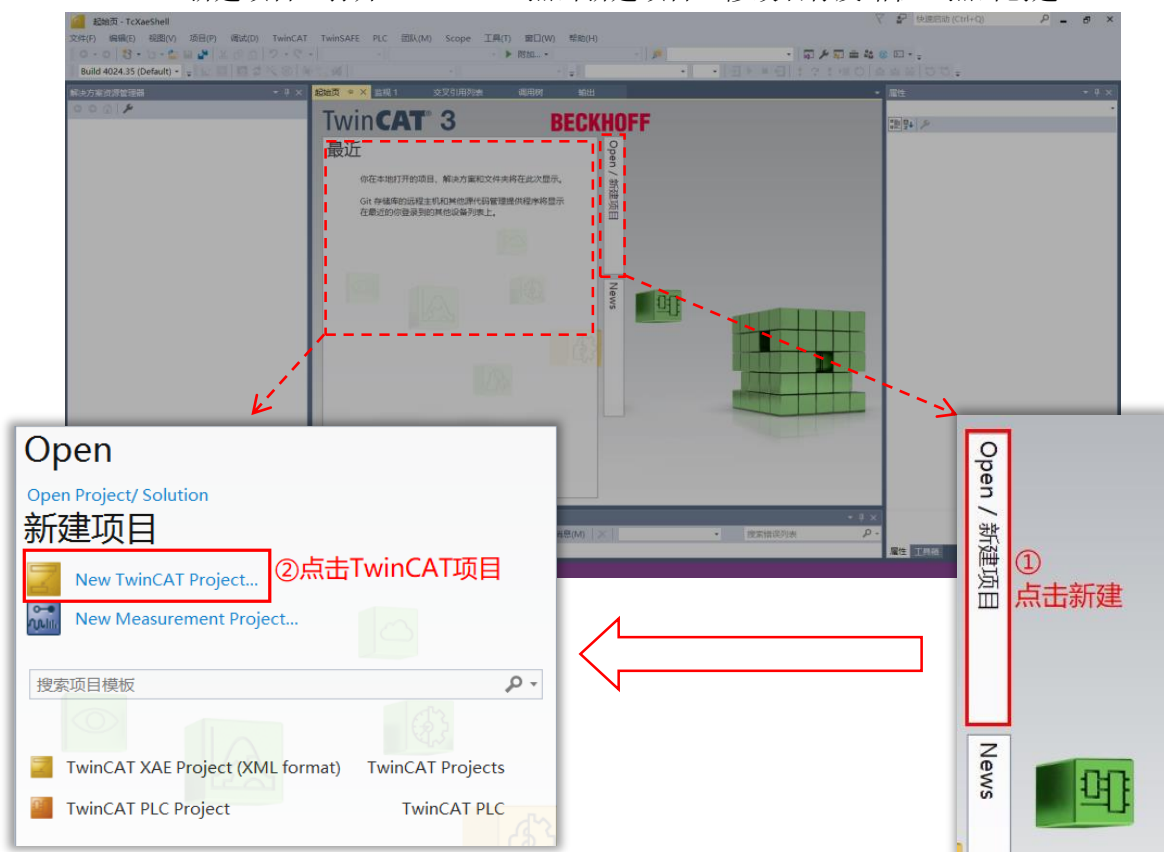 起始页 - TcXaeShell
快速启动 (Ctrl+Q)
文件(F) 编辑(E) 视图(V) 项目(P) 调试(D) TwinCAT TwinSAFE PLC 团队(M) Scope 工具(T) 窗口(W) 帮助(H)
附加...
Build 4024.35 (Default)
解决方案资源管理器
起始页 监视 1 交叉引用列表 调用树 输出
属性
TwinCAT® 3
BECKHOFF
最近
你在本地打开的项目、解决方案和文件夹将在此次显示。
Git 存储库的远程主机和其他源代码管理提供程序将显示
在最近的你登录到的其他设备列表上。
Open / 新建项目
News
搜索错误列表
属性 工具箱
Open
Open Project/ Solution
新建项目
New TwinCAT Project...
②点击TwinCAT项目
New Measurement Project...
搜索项目模板
TwinCAT XAE Project (XML format) TwinCAT Projects
TwinCAT PLC Project TwinCAT PLC
Open / 新建项目
①
点击新建
News